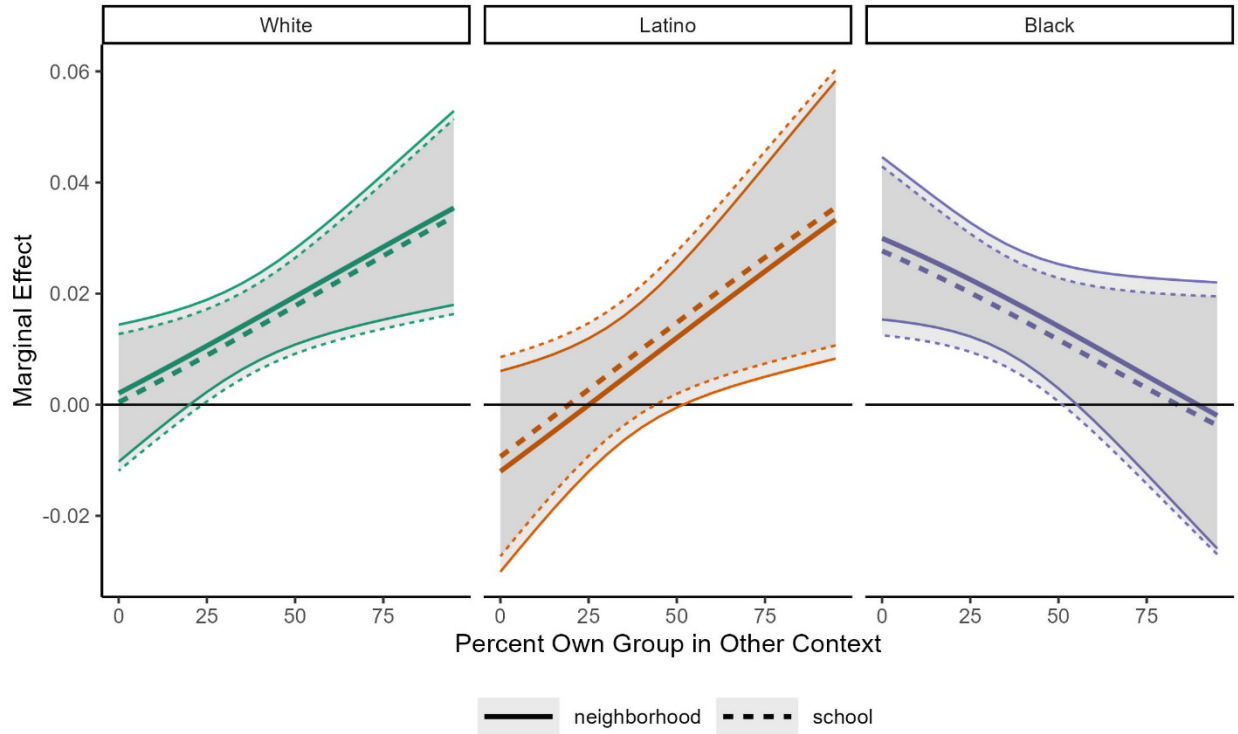 White Latino Black
0.06
0.04
0.02
0.00
-0.02
Marginal Effect
0 25 50 75 0 25 50 75 0 25 50 75
Percent Own Group in Other Context
neighborhood school